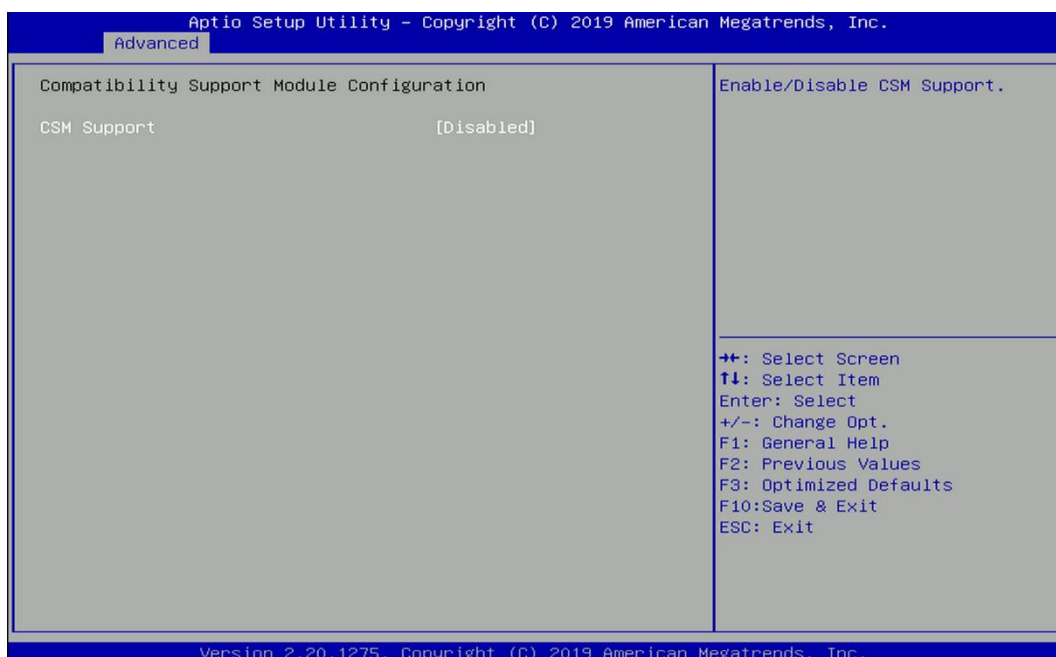 Aptio Setup Utility – Copyright (C) 2019 American Megatrends, Inc.
Advanced
Compatibility Support Module Configuration
CSM Support [Disabled]
Enable/Disable CSM Support.
→←: Select Screen
↑↓: Select Item
Enter: Select
+/-: Change Opt.
F1: General Help
F2: Previous Values
F3: Optimized Defaults
F10:Save & Exit
ESC: Exit
Version 2.20.1275. Copyright (C) 2019 American Megatrends, Inc.